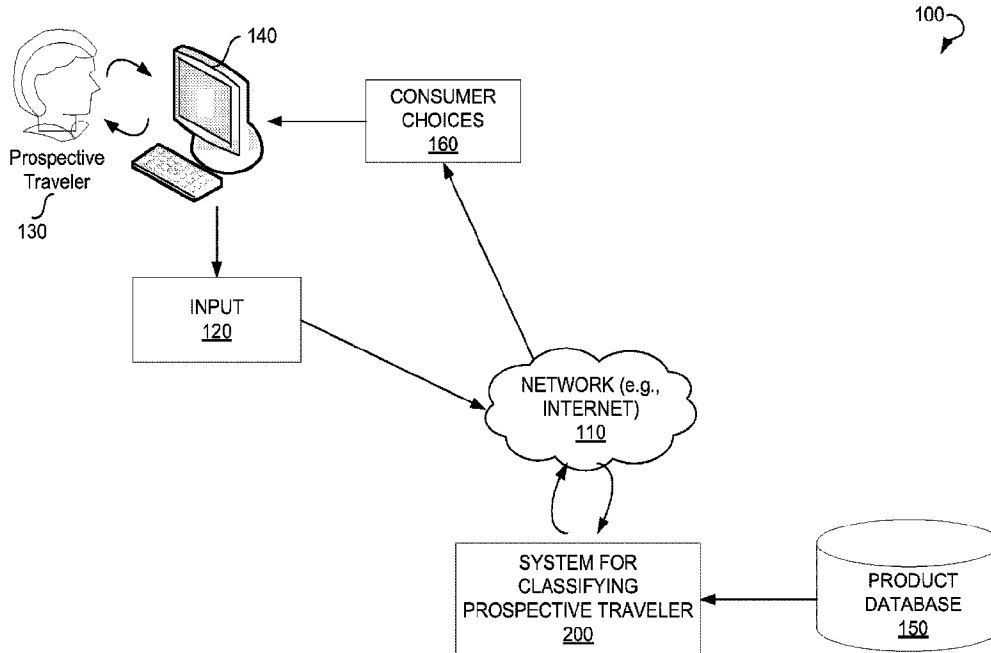 100
140
CONSUMER
CHOICES
160
Prospective
Traveler
130
INPUT
120
NETWORK (e.g.,
INTERNET)
110
SYSTEM FOR
CLASSIFYING
PROSPECTIVE TRAVELER
200
PRODUCT
DATABASE
150